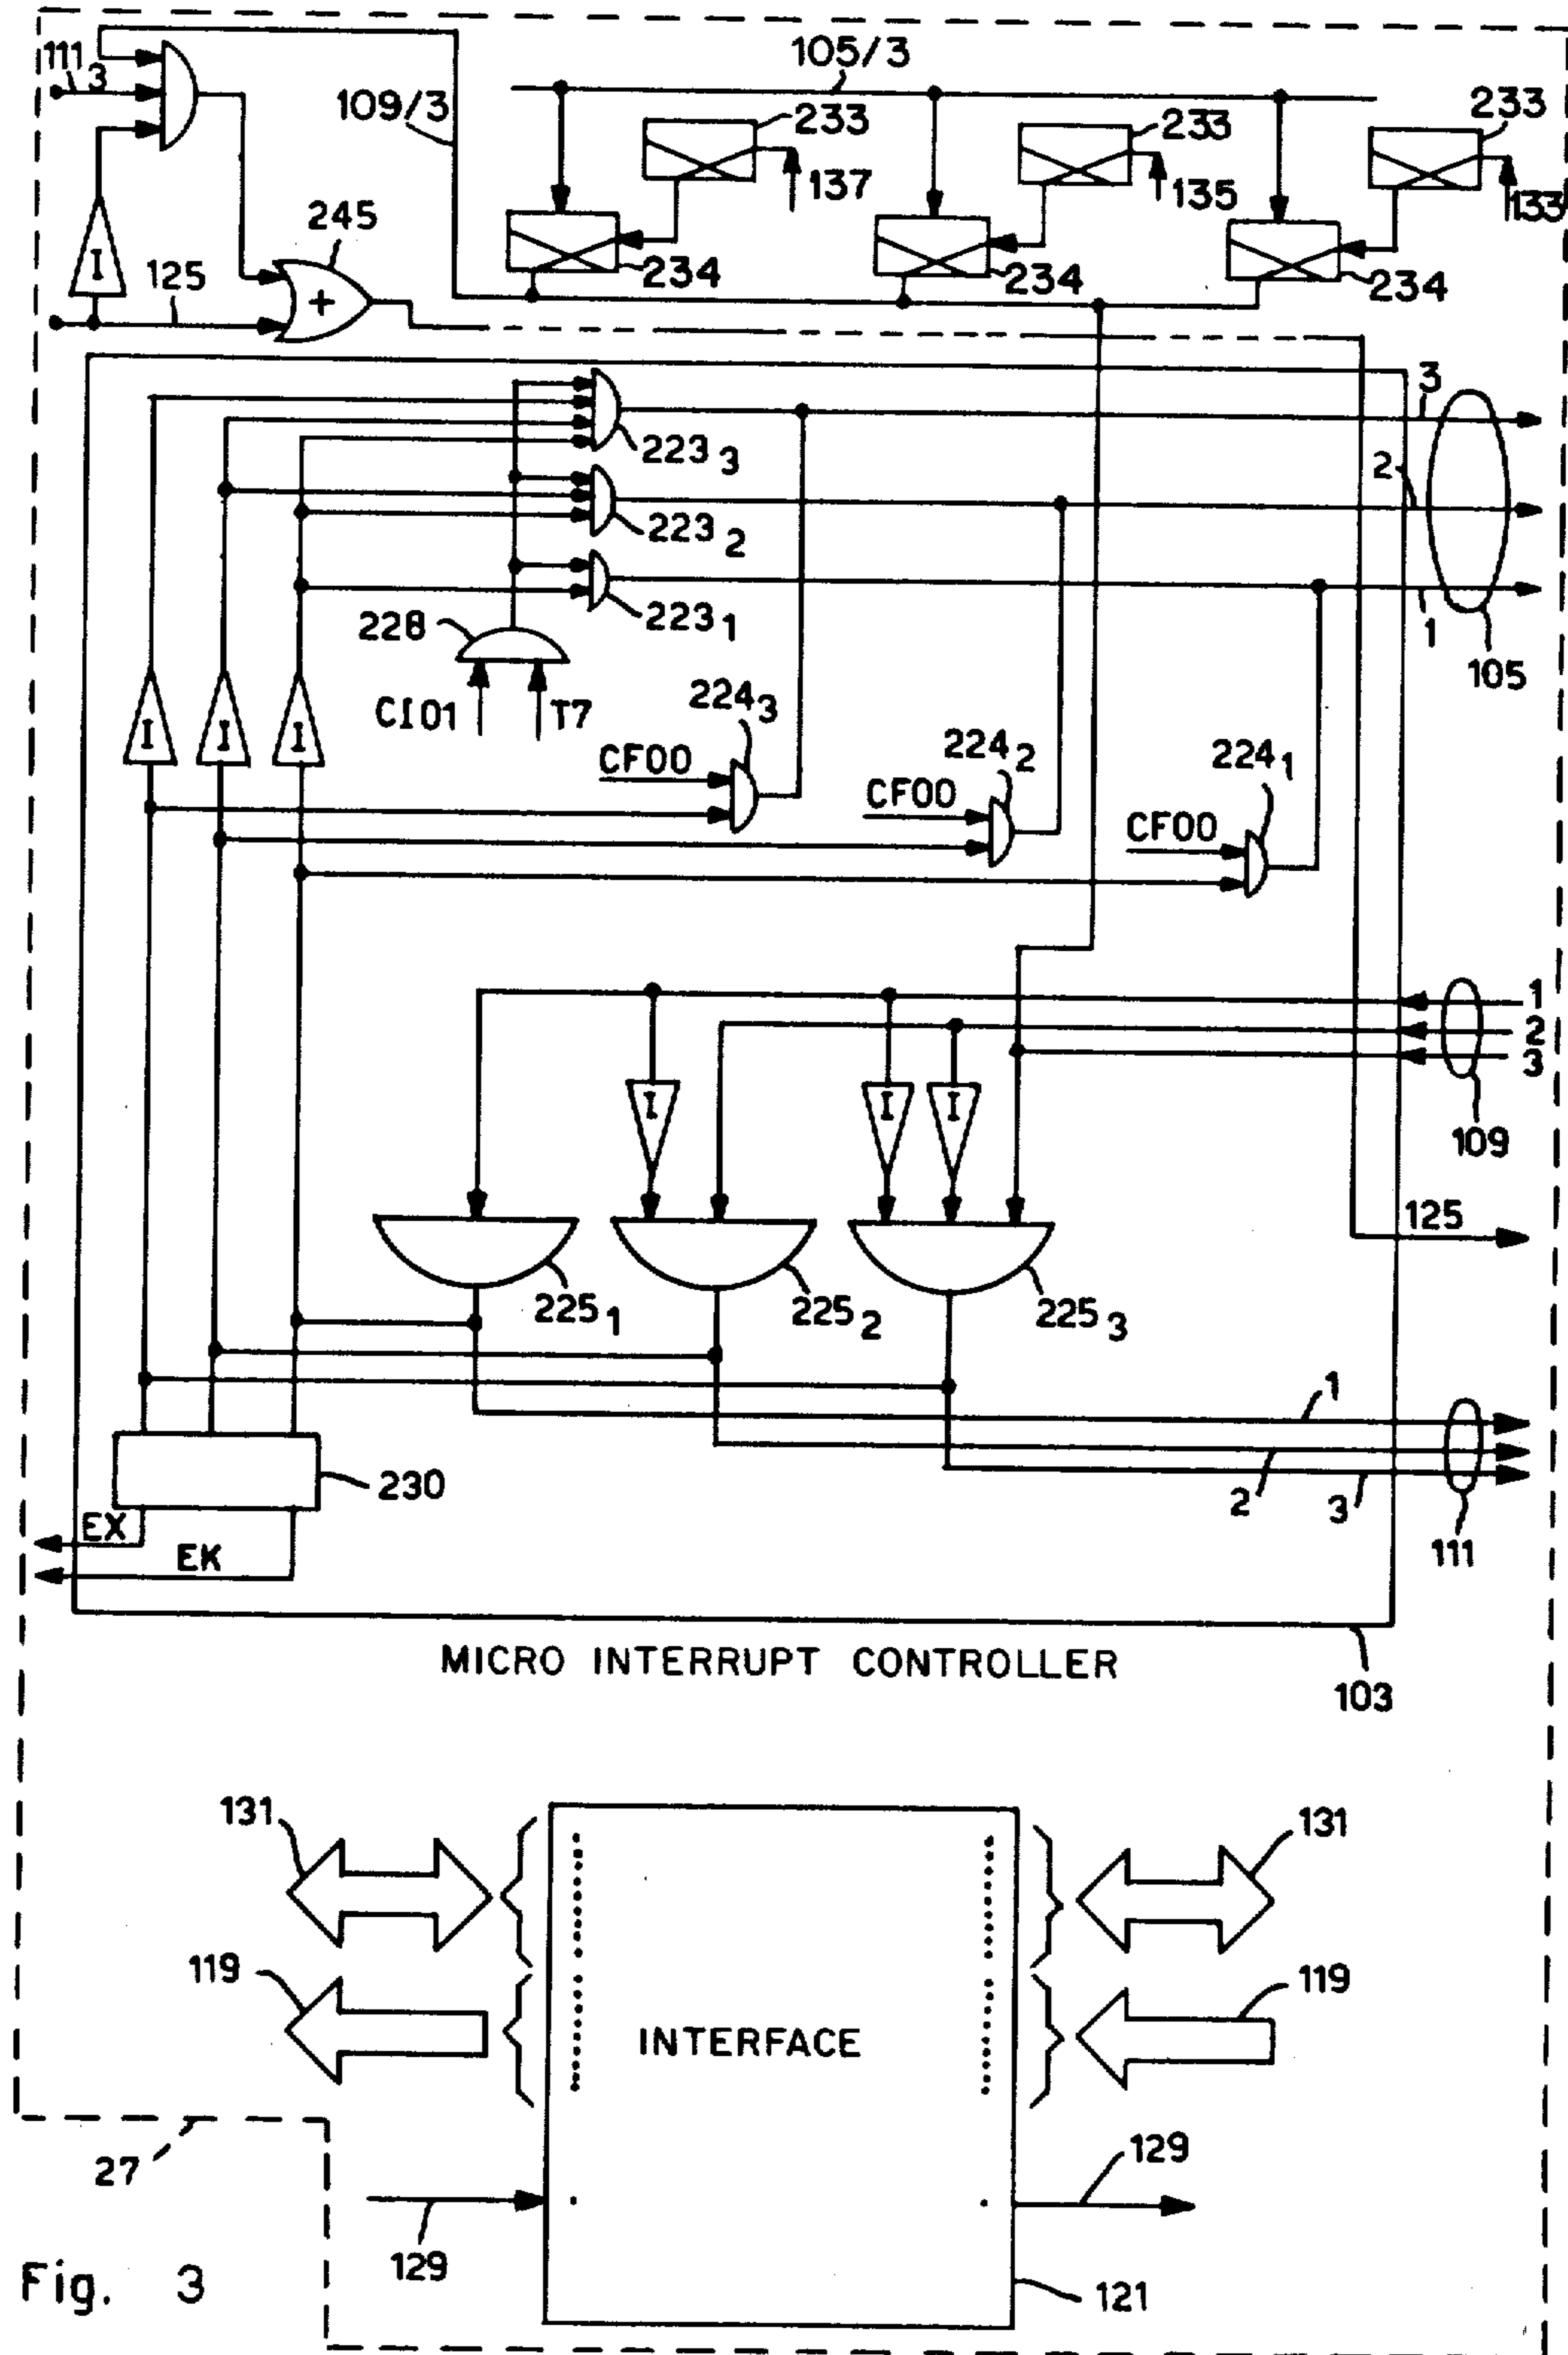 111 3
105/3
109/3
233
233
233
137
135
133
245
234
234
234
I
125
+
3
223 3
2
223 2
223 1
1
228
105
CI01
T7
I
I
I
224 3
CF00
224 2
CF00
224 1
CF00
1
2
3
I
I
I
109
125
225 1
225 2
225 3
1
230
2
3
EX
111
EK
MICRO INTERRUPT CONTROLLER
103
131
131
119
119
INTERFACE
27
129
129
Fig. 3
121